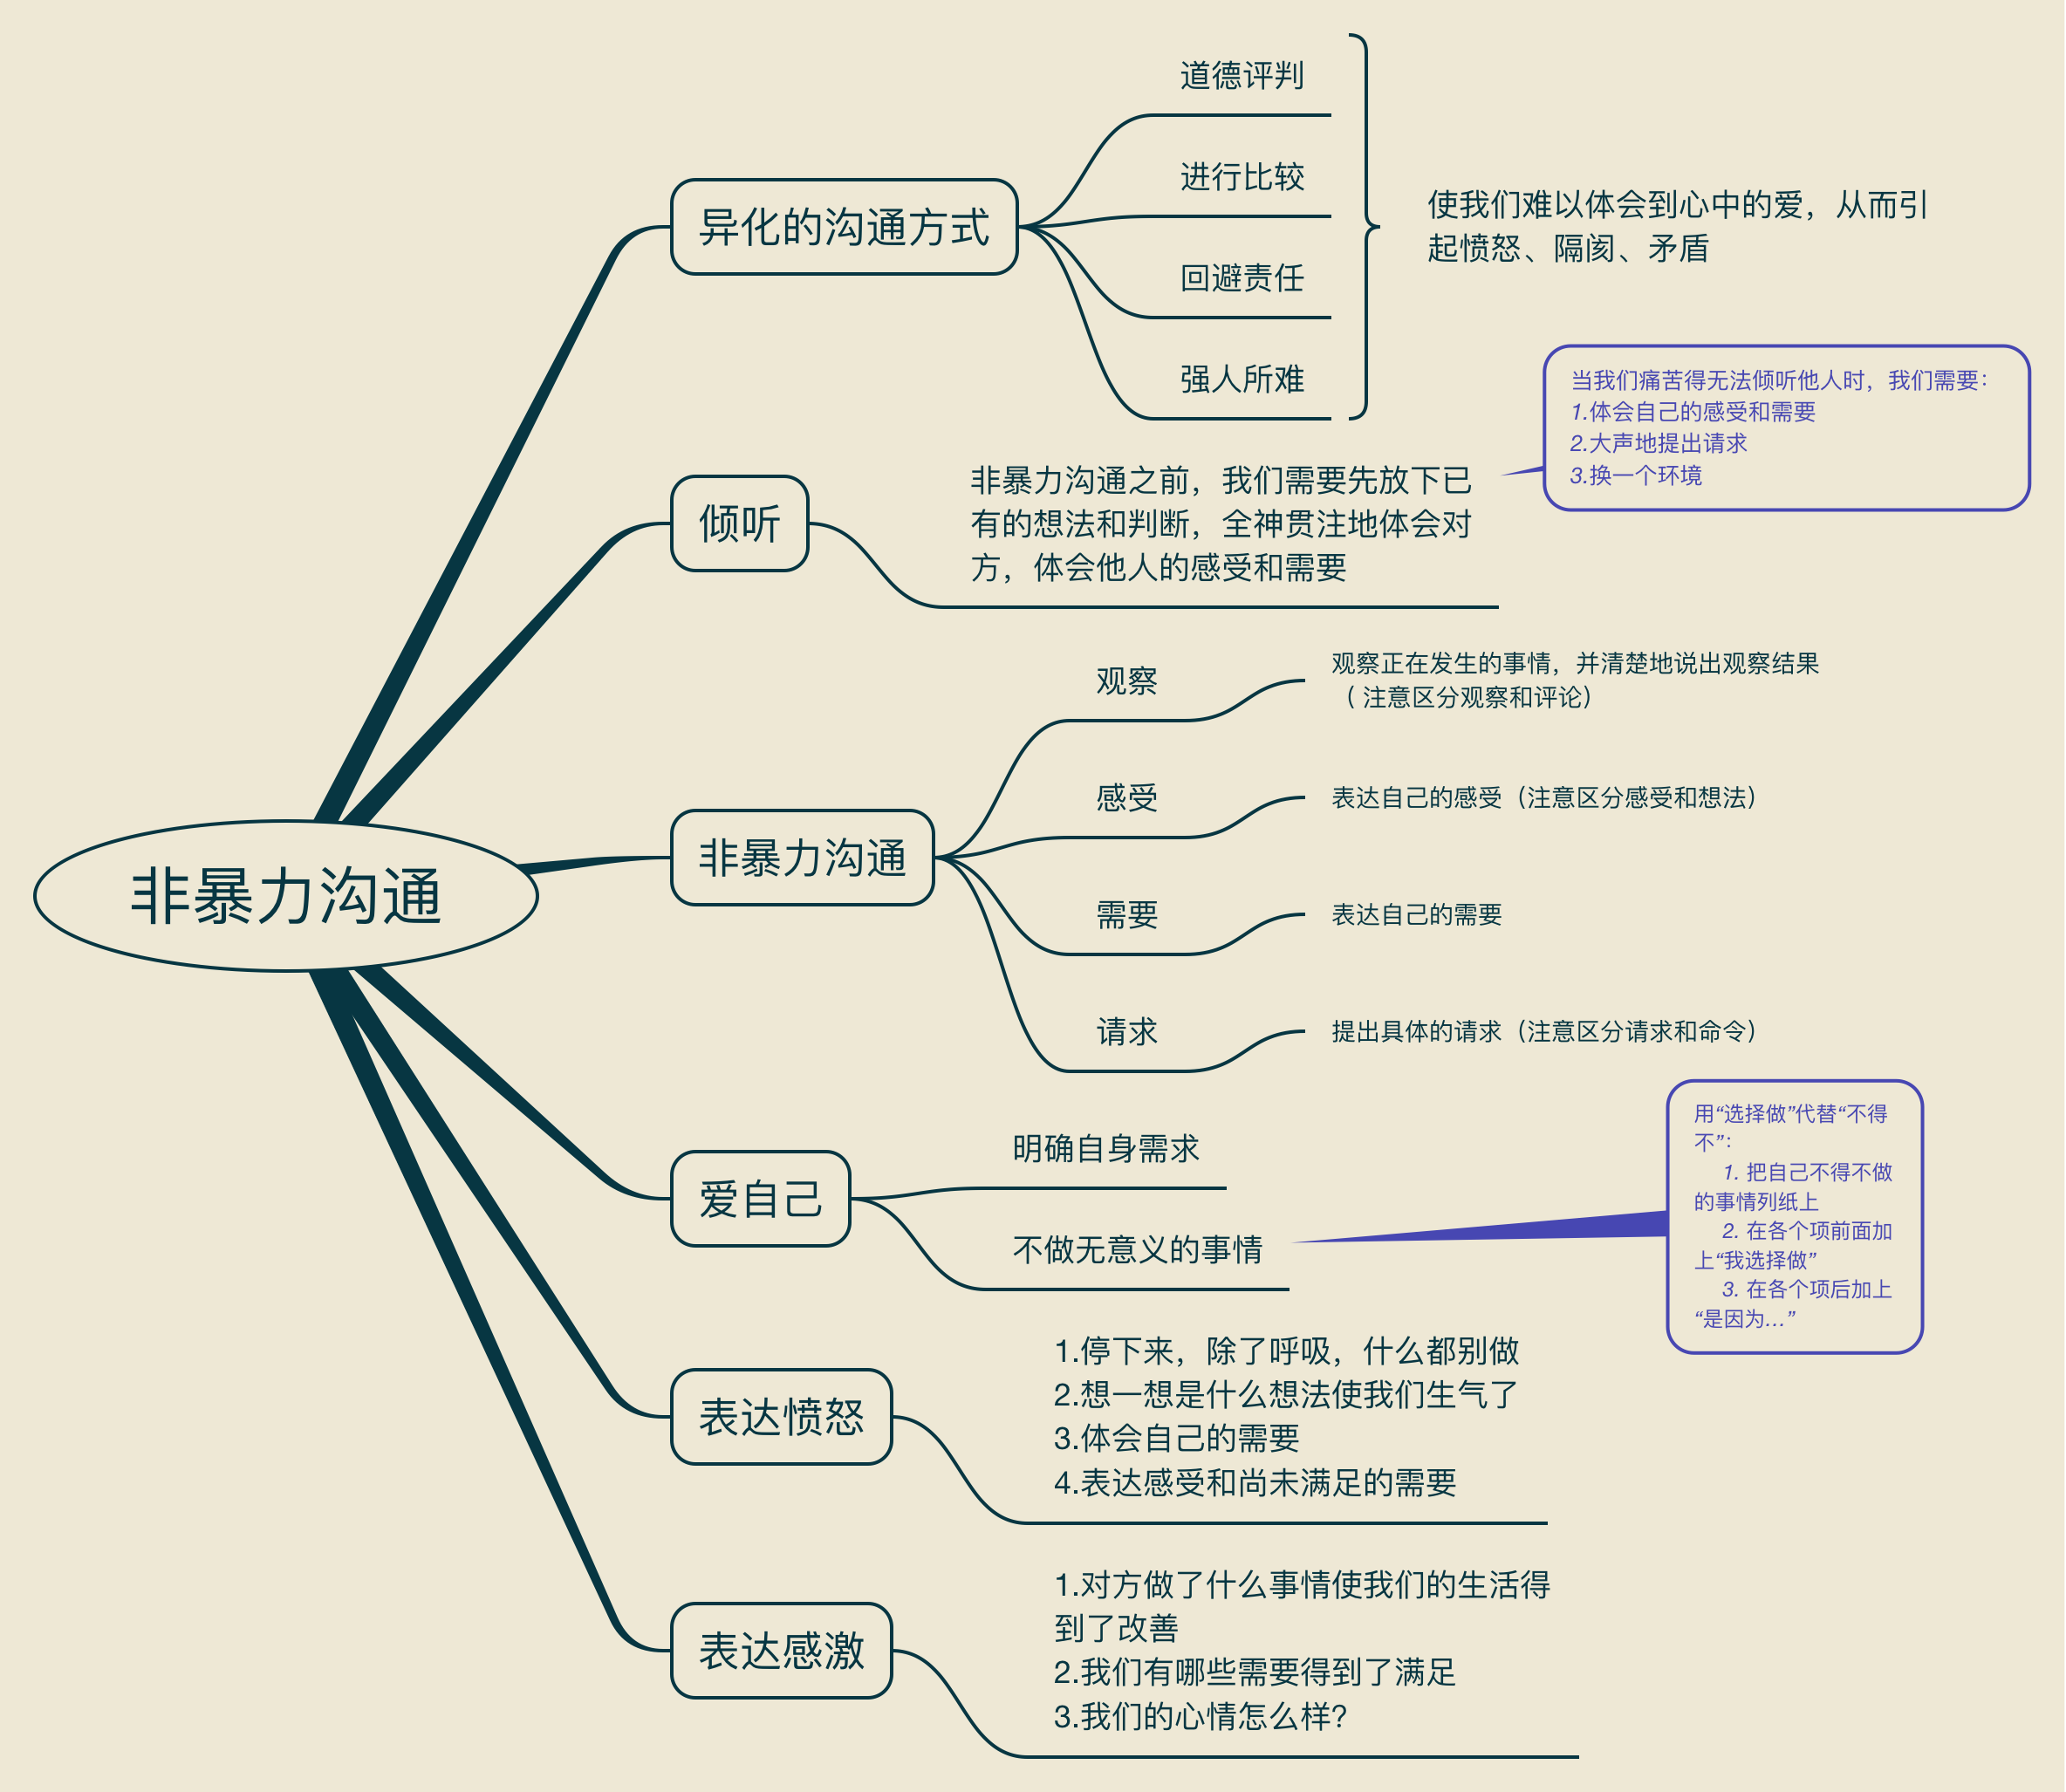 非暴力沟通
异化的沟通方式
道德评判
进行比较
回避责任
强人所难
使我们难以体会到心中的爱，从而引
起愤怒、隔阂、矛盾
倾听
非暴力沟通之前，我们需要先放下已
有的想法和判断，全神贯注地体会对
方，体会他人的感受和需要
当我们痛苦得无法倾听他人时，我们需要：
1.体会自己的感受和需要
2.大声地提出请求
3.换一个环境
非暴力沟通
观察
观察正在发生的事情，并清楚地说出观察结果
（ 注意区分观察和评论）
感受
表达自己的感受（注意区分感受和想法）
需要
表达自己的需要
请求
提出具体的请求（注意区分请求和命令）
爱自己
明确自身需求
不做无意义的事情
用“选择做”代替“不得
不”：
1. 把自己不得不做
的事情列纸上
2. 在各个项前面加
上“我选择做”
3. 在各个项后加上
“是因为…”
表达愤怒
1.停下来，除了呼吸，什么都别做
2.想一想是什么想法使我们生气了
3.体会自己的需要
4.表达感受和尚未满足的需要
表达感激
1.对方做了什么事情使我们的生活得
到了改善
2.我们有哪些需要得到了满足
3.我们的心情怎么样？